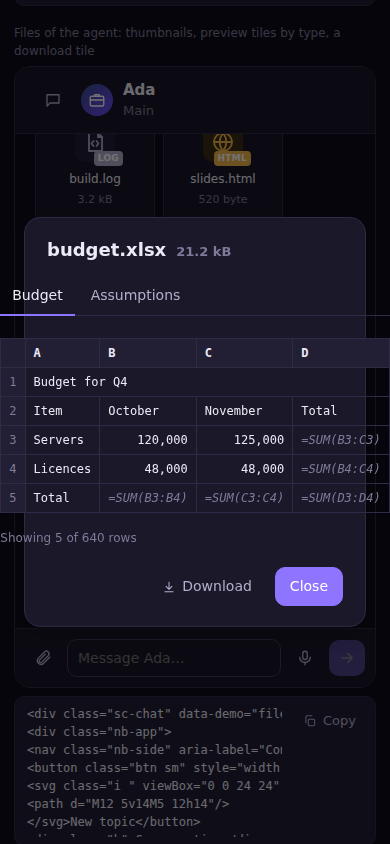 Files of the agent: thumbnails, preview tiles by type, a
download tile
Ada
Main
LOG
HTML
build.log
slides.html
3.2 kB
520 byte
budget.xlsx 21.2 kB
Budget Assumptions
A B C D
1 Budget for Q4
2 Item October November Total
3 Servers 120,000 125,000 =SUM(B3:C3)
4 Licences 48,000 48,000 =SUM(B4:C4)
5 Total =SUM(B3:B4) =SUM(C3:C4) =SUM(D3:D4)
Showing 5 of 640 rows
Download Close
Message Ada...
<div class="sc-chat" data-demo="file
Copy
<div class="nb-app">
<nav class="nb-side" aria-label="Con
<button class="btn sm" style="width
<svg class="i " viewBox="0 0 24 24"
<path d="M12 5v14M5 12h14"/>
</svg>New topic</button>